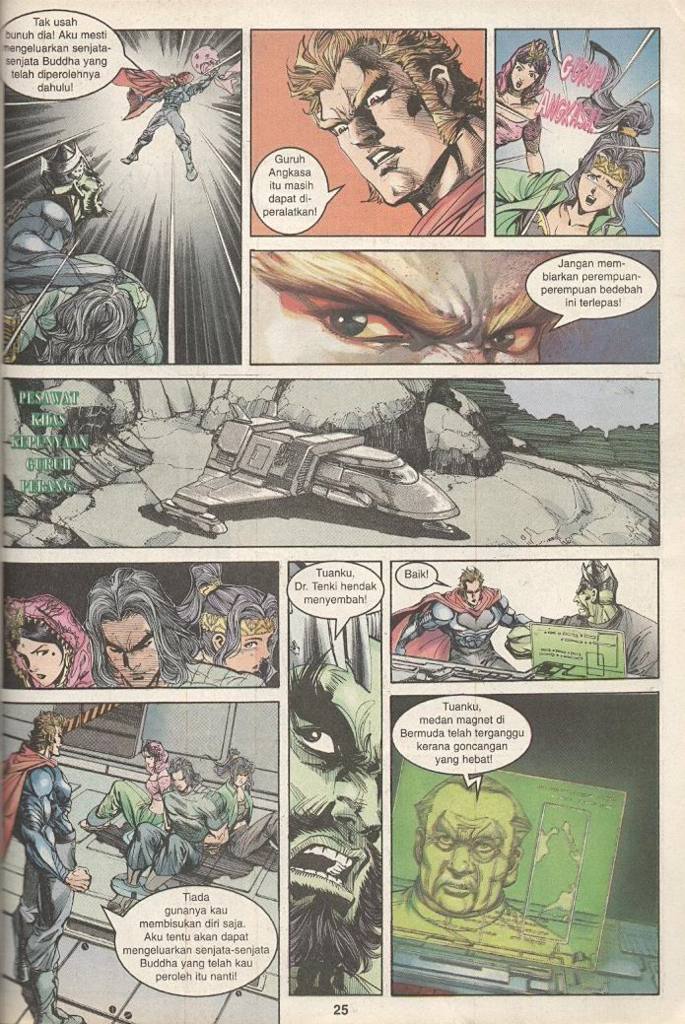 Tak usah
bunuh dia! Aku mesti
mengeluarkan senjata-
senjata Buddha yang
telah diperolehnya
dahulu!
Guruh
Angkasa
itu masih
dapat di-
peralatkan!
GURUH
ANGKASA!
Jangan mem-
biarkan perempuan-
perempuan bedebah
ini terlepas!
PESAWAT
KHAS
KEPUNYAAN
GURUH
PERANG.
Tuanku,
Dr. Tenki hendak
menyembah!
Baik!
Tiada
gunanya kau
membisukan diri saja.
Aku tentu akan dapat
mengeluarkan senjata-senjata
Buddha yang telah kau
peroleh itu nanti!
Tuanku,
medan magnet di
Bermuda telah terganggu
kerana goncangan
yang hebat!
25